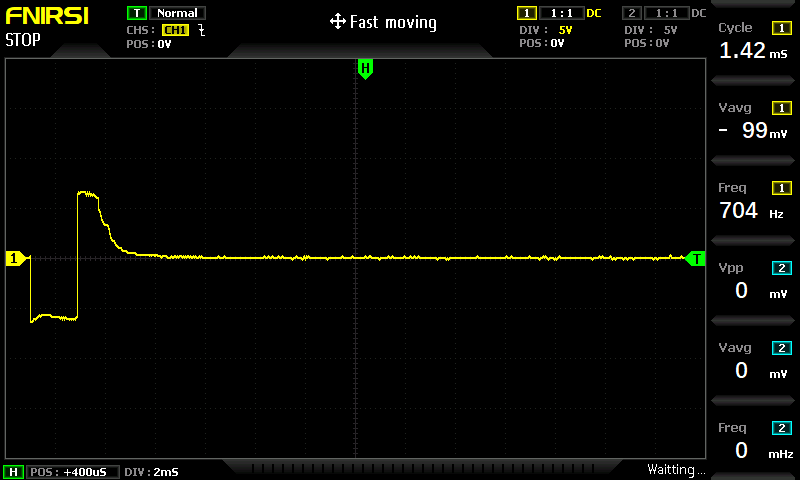 FNIRSI
STOP
T Normal
CHS: CH1
POS: 0V
Fast moving
1 1:1 DC
DIV: 5V
POS: 0V
2 1:1 DC
DIV: 5V
POS: 0V
Cycle 1
1.42 mS
Vavg 1
- 99 mV
Freq 1
704 Hz
Vpp 2
0 mV
Vavg 2
0 mV
Freq 2
0 mHz
H
1
T
H POS: +400uS DIV: 2mS
Waitting...